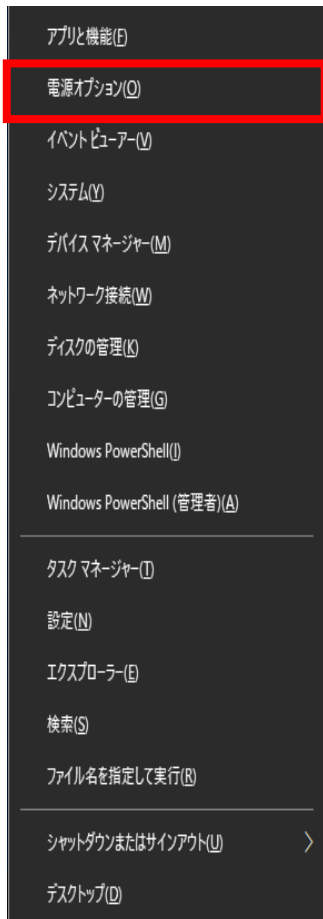 アプリと機能(F)
電源オプション(O)
イベント ビューアー(V)
システム(Y)
デバイス マネージャー(M)
ネットワーク接続(W)
ディスクの管理(K)
コンピューターの管理(G)
Windows PowerShell(I)
Windows PowerShell (管理者)(A)
タスク マネージャー(T)
設定(N)
エクスプローラー(E)
検索(S)
ファイル名を指定して実行(R)
シャットダウンまたはサインアウト(U)
デスクトップ(D)